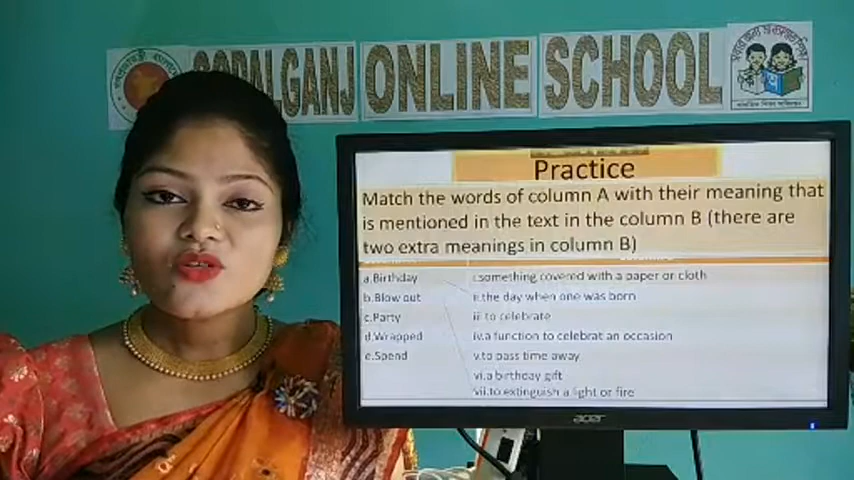 GOPALGANJ ONLINE SCHOOL
Practice
Match the words of column A with their meaning that
is mentioned in the text in the column B (there are
two extra meanings in column B)
a.Birthday
i.something covered with a paper or cloth
b.Blow out
ii.the day when one was born
c.Party
iii.to celebrate
d.Wrapped
iv.a function to celebrat an occasion
e.Spend
v.to pass time away
vi.a birthday gift
vii.to extinguish a light or fire
acer